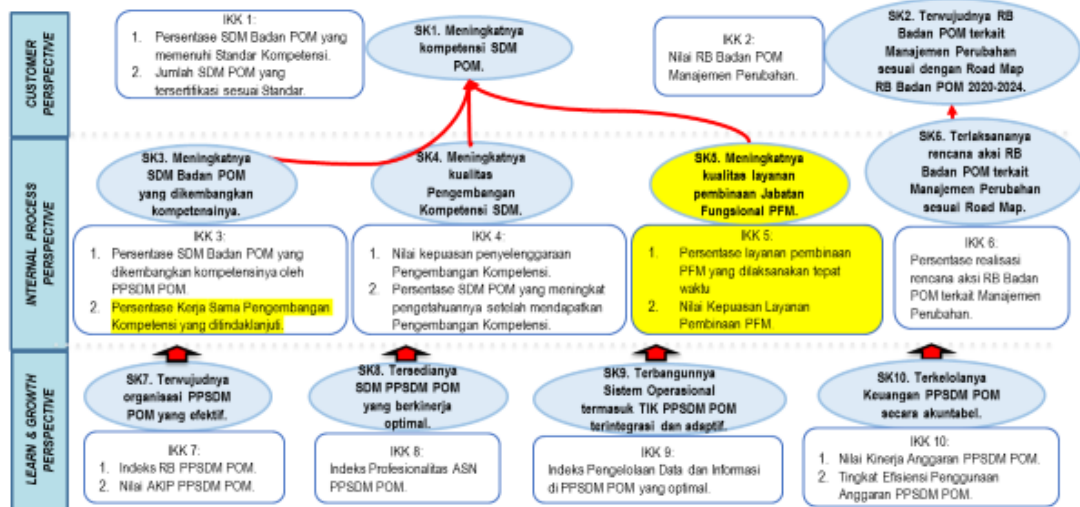 CUSTOMER
PERSPECTIVE
IKK 1:
1. Persentase SDM Badan POM yang
memenuhi Standar Kompetensi.
2. Jumlah SDM POM yang
tersertifikasi sesuai Standar.
SK1. Meningkatnya
kompetensi SDM
POM.
IKK 2:
Nilai RB Badan POM
Manajemen Perubahan.
SK2. Terwujudnya RB
Badan POM terkait
Manajemen Perubahan
sesuai dengan Road Map
RB Badan POM 2020-2024.
INTERNAL PROCESS
PERSPECTIVE
SK3. Meningkatnya
SDM Badan POM
yang dikembangkan
kompetensinya.
SK4. Meningkatnya
kualitas
Pengembangan
Kompetensi SDM.
SK5. Meningkatnya
kualitas layanan
pembinaan Jabatan
Fungsional PFM.
SK6. Terlaksananya
rencana aksi RB
Badan POM terkait
Manajemen Perubahan
sesuai Road Map.
IKK 3:
1. Persentase SDM Badan POM yang
dikembangkan kompetensinya oleh
PPSDM POM.
2. Persentase Kerja Sama Pengembangan
Kompetensi yang ditindaklanjuti.
IKK 4:
1. Nilai kepuasan penyelenggaraan
Pengembangan Kompetensi.
2. Persentase SDM POM yang meningkat
pengetahuannya setelah mendapatkan
Pengembangan Kompetensi.
IKK 5:
1. Persentase layanan pembinaan
PFM yang dilaksanakan tepat
waktu
2. Nilai Kepuasan Layanan
Pembinaan PFM.
IKK 6:
Persentase realisasi
rencana aksi RB Badan
POM terkait Manajemen
Perubahan.
LEARN & GROWTH
PERSPECTIVE
SK7. Terwujudnya
organisasi PPSDM
POM yang efektif.
SK8. Tersedianya
SDM PPSDM POM
yang berkinerja
optimal.
SK9. Terbangunnya
Sistem Operasional
termasuk TIK PPSDM POM
terintegrasi dan adaptif.
SK10. Terkelolanya
Keuangan PPSDM POM
secara akuntabel.
IKK 7:
1. Indeks RB PPSDM POM.
2. Nilai AKIP PPSDM POM.
IKK 8:
Indeks Profesionalitas ASN
PPSDM POM.
IKK 9:
Indeks Pengelolaan Data dan Informasi
di PPSDM POM yang optimal.
IKK 10:
1. Nilai Kinerja Anggaran PPSDM POM.
2. Tingkat Efisiensi Penggunaan
Anggaran PPSDM POM.